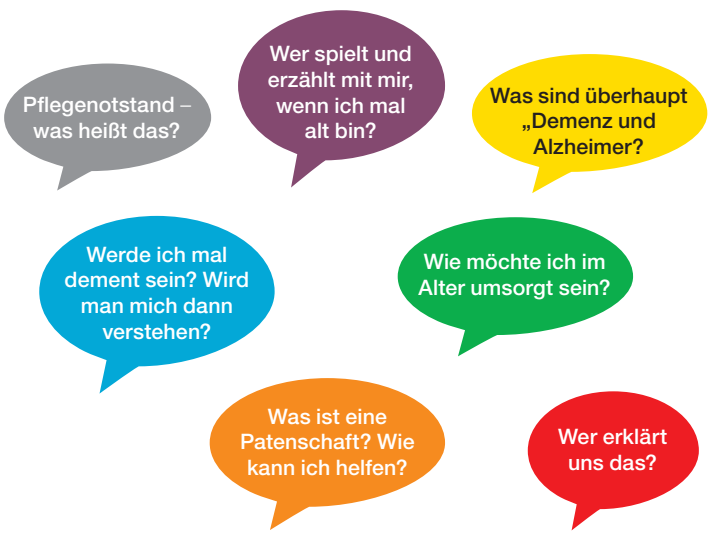 Pflegenotstand –
was heißt das?
Wer spielt und
erzählt mit mir,
wenn ich mal
alt bin?
Was sind überhaupt
„Demenz und
Alzheimer?
Werde ich mal
dement sein? Wird
man mich dann
verstehen?
Wie möchte ich im
Alter umsorgt sein?
Was ist eine
Patenschaft? Wie
kann ich helfen?
Wer erklärt
uns das?